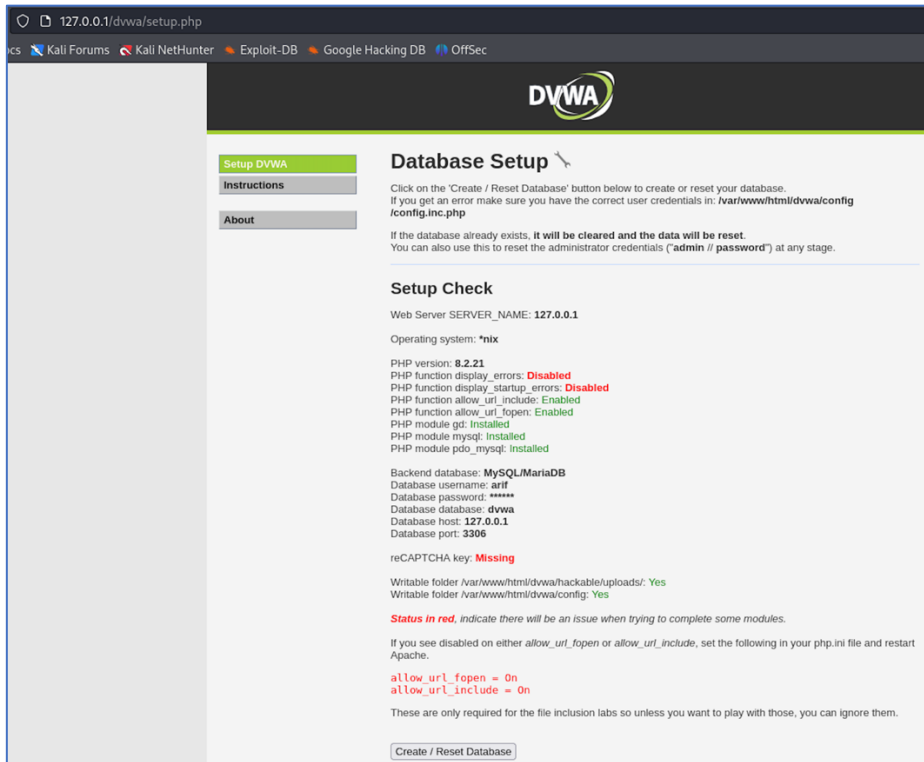 127.0.0.1/dvwa/setup.php
ocs Kali Forums Kali NetHunter Exploit-DB Google Hacking DB OffSec
DVWA
Setup DVWA
Instructions
About
Database Setup
Click on the 'Create / Reset Database' button below to create or reset your database.
If you get an error make sure you have the correct user credentials in: /var/www/html/dvwa/config
/config.inc.php
If the database already exists, it will be cleared and the data will be reset.
You can also use this to reset the administrator credentials ("admin // password") at any stage.
Setup Check
Web Server SERVER_NAME: 127.0.0.1
Operating system: *nix
PHP version: 8.2.21
PHP function display_errors: Disabled
PHP function display_startup_errors: Disabled
PHP function allow_url_include: Enabled
PHP function allow_url_fopen: Enabled
PHP module gd: Installed
PHP module mysql: Installed
PHP module pdo_mysql: Installed
Backend database: MySQL/MariaDB
Database username: arif
Database password: ******
Database database: dvwa
Database host: 127.0.0.1
Database port: 3306
reCAPTCHA key: Missing
Writable folder /var/www/html/dvwa/hackable/uploads/: Yes
Writable folder /var/www/html/dvwa/config: Yes
Status in red, indicate there will be an issue when trying to complete some modules.
If you see disabled on either allow_url_fopen or allow_url_include, set the following in your php.ini file and restart
Apache.
allow_url_fopen = On
allow_url_include = On
These are only required for the file inclusion labs so unless you want to play with those, you can ignore them.
Create / Reset Database